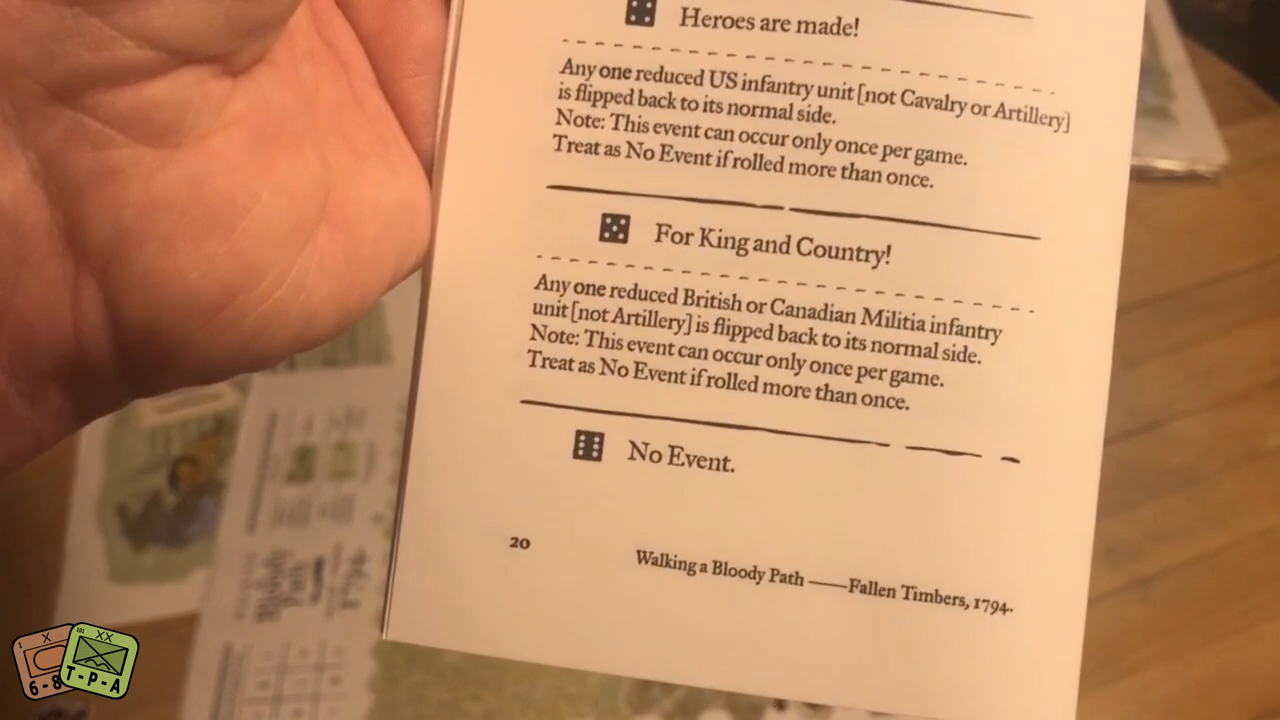 Heroes are made!
Any one reduced US infantry unit [not Cavalry or Artillery]
is flipped back to its normal side.
Note: This event can occur only once per game.
Treat as No Event if rolled more than once.
For King and Country!
Any one reduced British or Canadian Militia infantry
unit [not Artillery] is flipped back to its normal side.
Note: This event can occur only once per game.
Treat as No Event if rolled more than once.
No Event.
20
Walking a Bloody Path ——Fallen Timbers, 1794.
X
XX
6-8
T-P-A